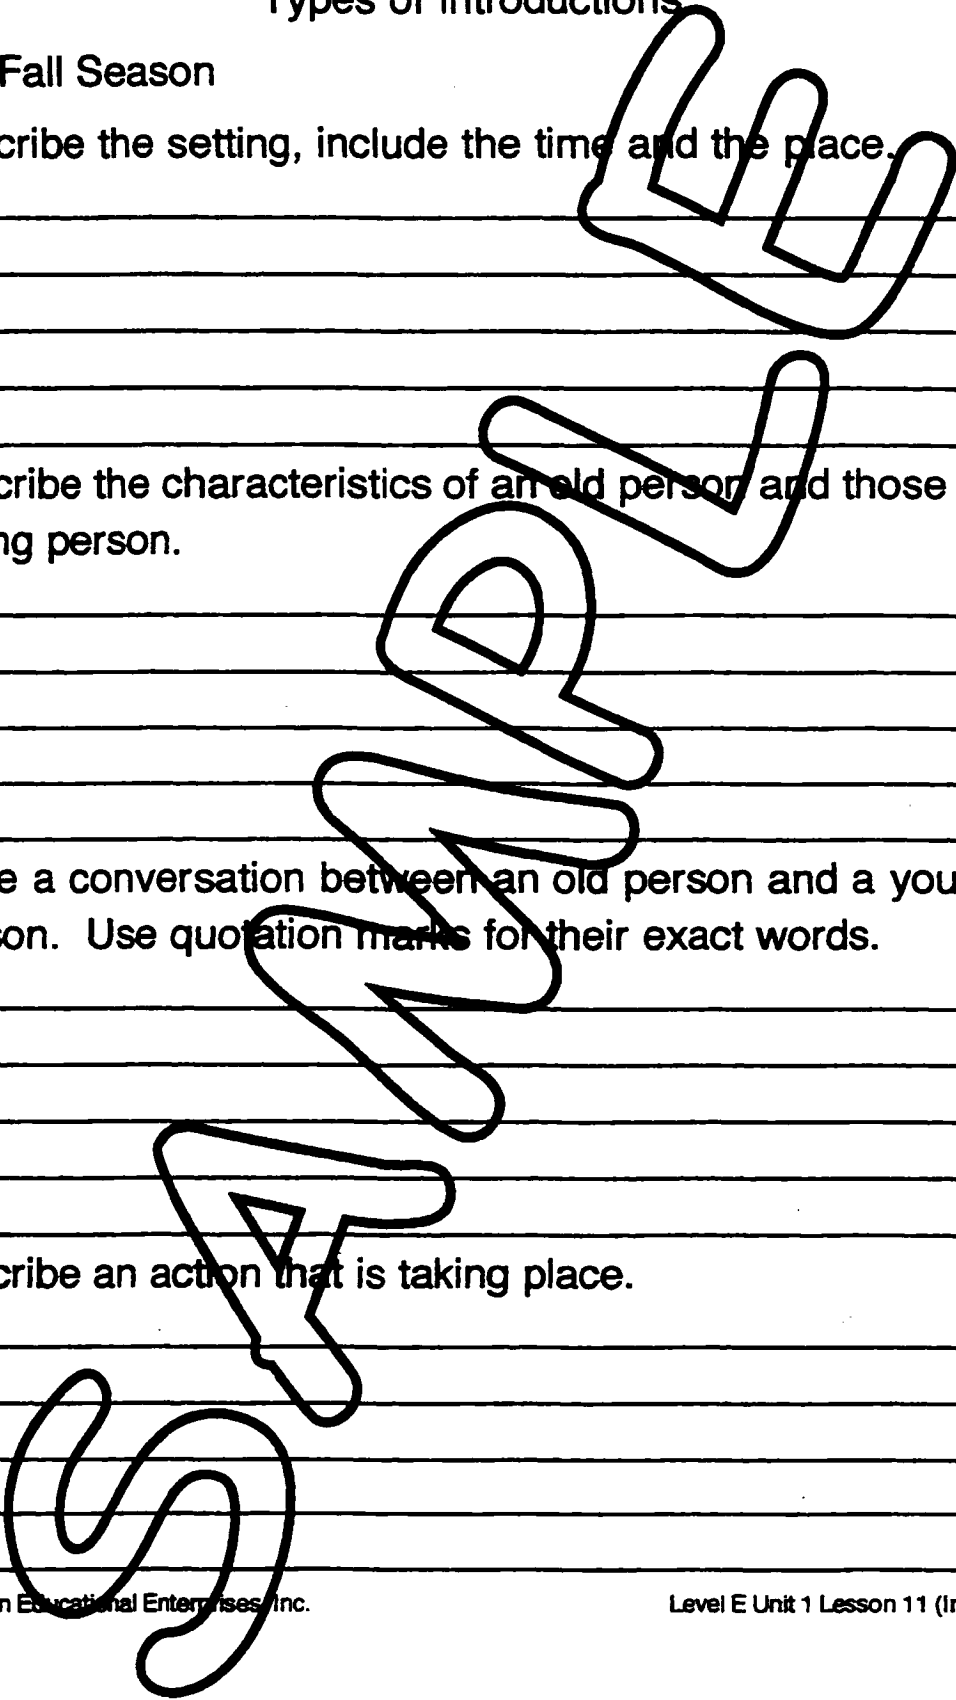 Types of Introductions
Fall Season
cribe the setting, include the time and the place.
cribe the characteristics of an old person and those
ng person.
e a conversation between an old person and a you
son. Use quotation marks for their exact words.
cribe an action that is taking place.
n Educational Enterprises, Inc.
Level E Unit 1 Lesson 11 (In
SAMPLE